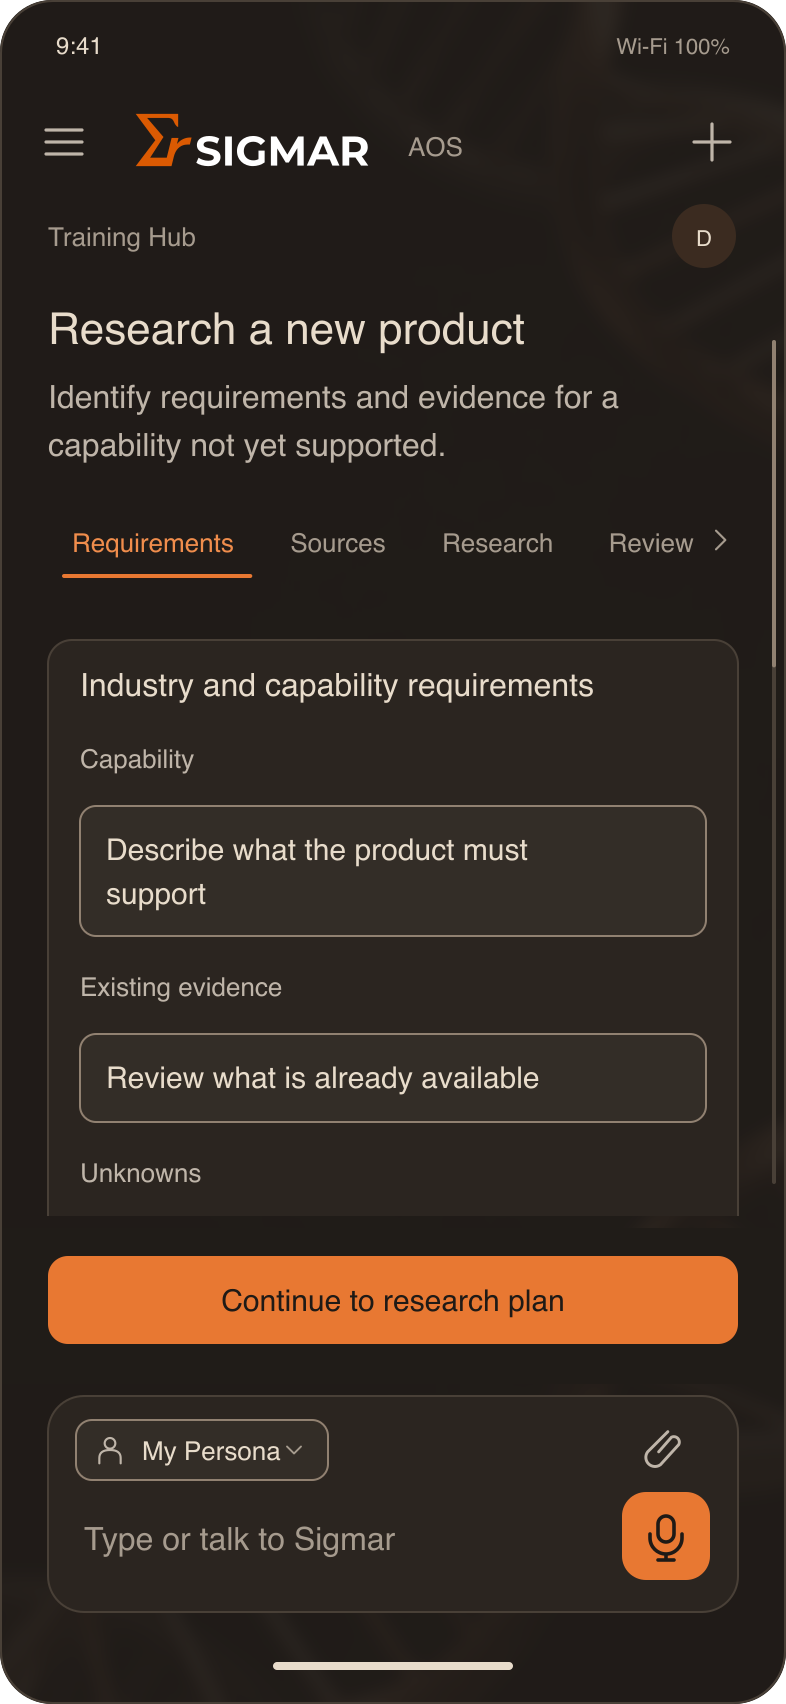 9:41
Wi-Fi 100%
Σr SIGMAR AOS
Training Hub
D
Research a new product
Identify requirements and evidence for a
capability not yet supported.
Requirements Sources Research Review
Industry and capability requirements
Capability
Describe what the product must
support
Existing evidence
Review what is already available
Unknowns
Continue to research plan
My Persona
Type or talk to Sigmar